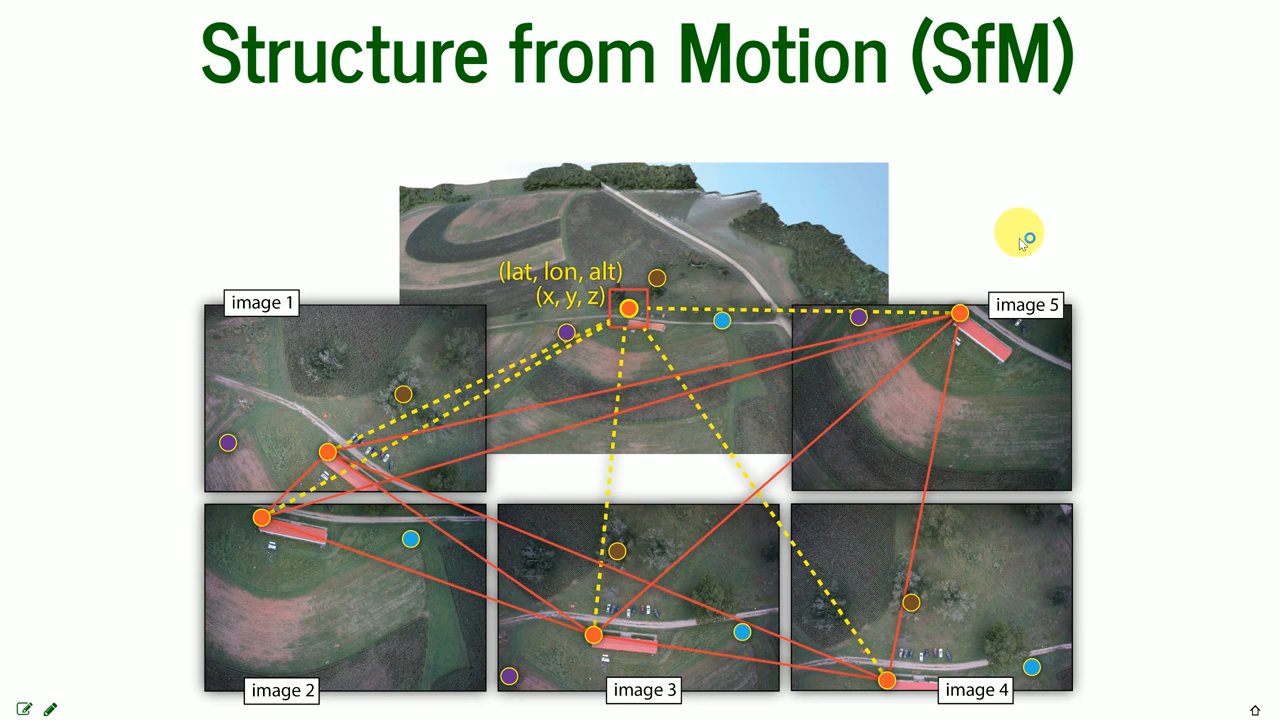 Structure from Motion (SfM)
(lat, lon, alt)
(x, y, z)
image 1
image 5
image 2
image 3
image 4